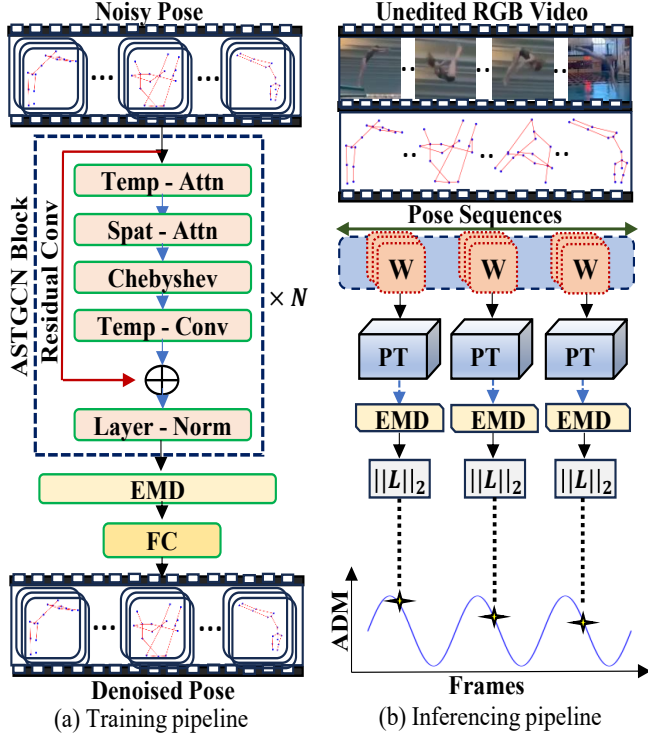 Noisy Pose
ASTGCN Block
Residual Conv
Temp - Attn
Spat - Attn
Chebyshev
Temp - Conv
Layer - Norm
× N
EMD
FC
Denoised Pose
(a) Training pipeline
Unedited RGB Video
Pose Sequences
W W W
PT PT PT
EMD EMD EMD
||L||₂ ||L||₂ ||L||₂
ADM
Frames
(b) Inferencing pipeline